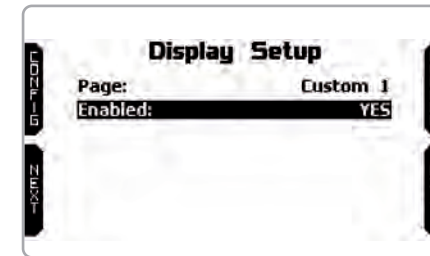 Display Setup
CONFIG
Page: Custom 1
Enabled: YES
NEXT